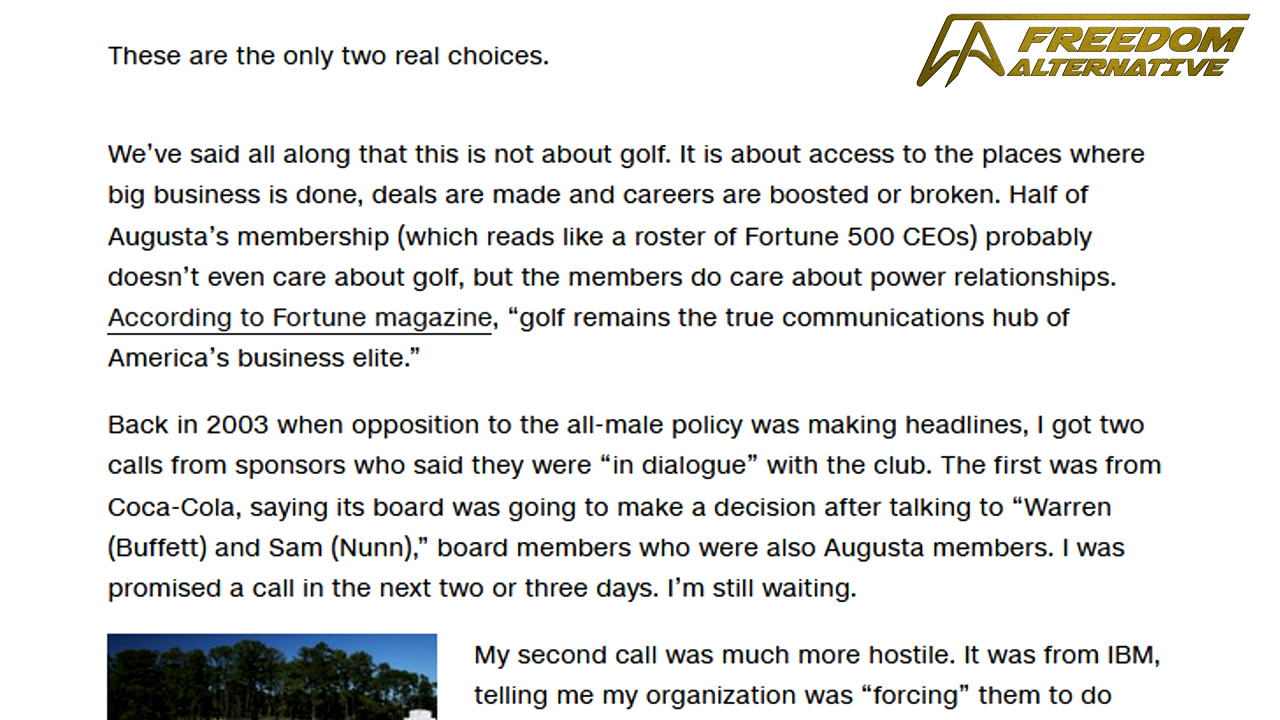 FREEDOM
ALTERNATIVE
These are the only two real choices.
We’ve said all along that this is not about golf. It is about access to the places where
big business is done, deals are made and careers are boosted or broken. Half of
Augusta’s membership (which reads like a roster of Fortune 500 CEOs) probably
doesn’t even care about golf, but the members do care about power relationships.
According to Fortune magazine, “golf remains the true communications hub of
America’s business elite.”
Back in 2003 when opposition to the all-male policy was making headlines, I got two
calls from sponsors who said they were “in dialogue” with the club. The first was from
Coca-Cola, saying its board was going to make a decision after talking to “Warren
(Buffett) and Sam (Nunn),” board members who were also Augusta members. I was
promised a call in the next two or three days. I’m still waiting.
My second call was much more hostile. It was from IBM,
telling me my organization was “forcing” them to do